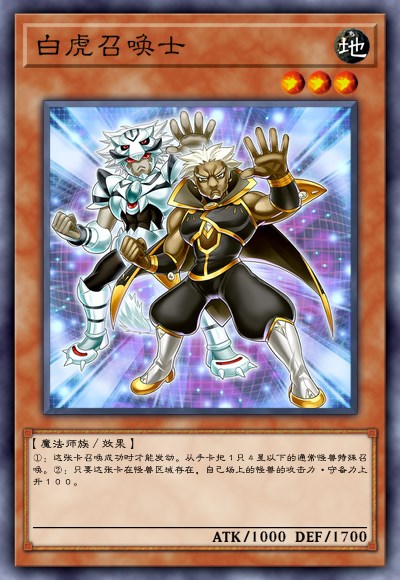 白虎召唤士
地
【魔法师族/效果】
①:这张卡召唤成功时才能发动。从手卡把1只4星以下的通常怪兽特殊召
唤。②:只要这张卡在怪兽区域存在,自己场上的怪兽的攻击力·守备力上
升100。
ATK/1000 DEF/1700